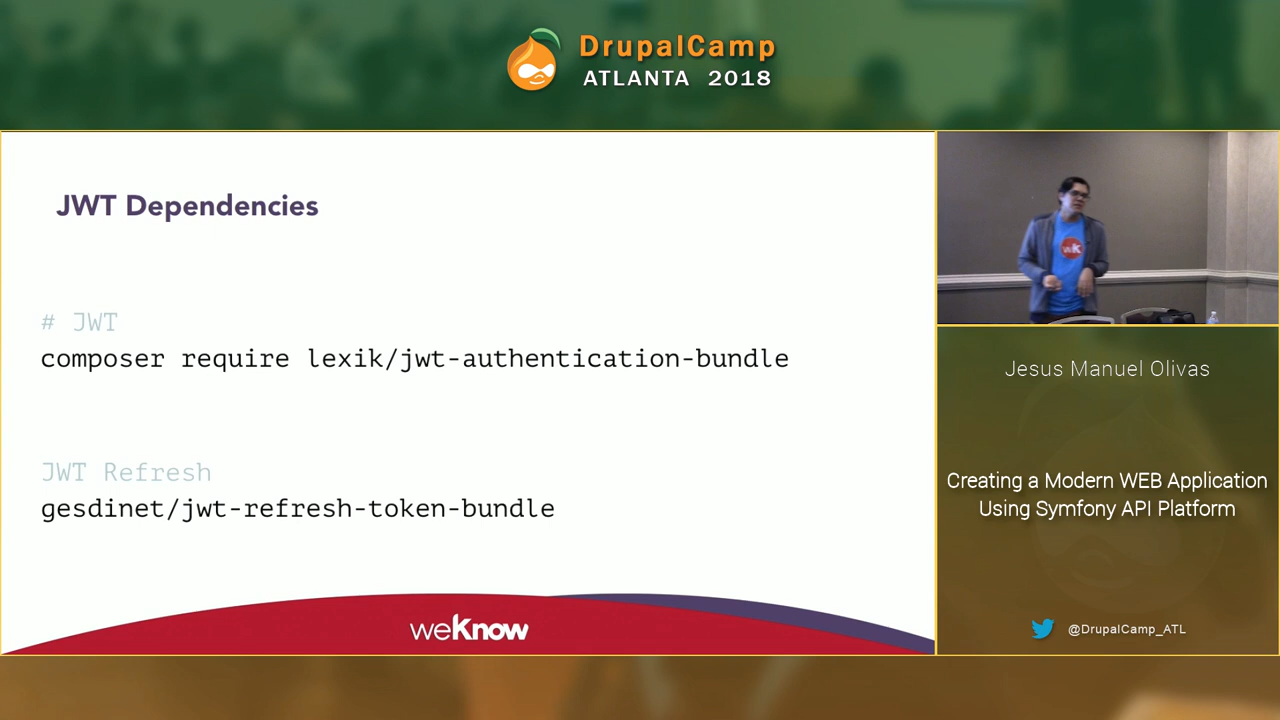 DrupalCamp
ATLANTA 2018
JWT Dependencies
# JWT
composer require lexik/jwt-authentication-bundle
JWT Refresh
gesdinet/jwt-refresh-token-bundle
weKnow
wK
Jesus Manuel Olivas
Creating a Modern WEB Application
Using Symfony API Platform
@DrupalCamp_ATL